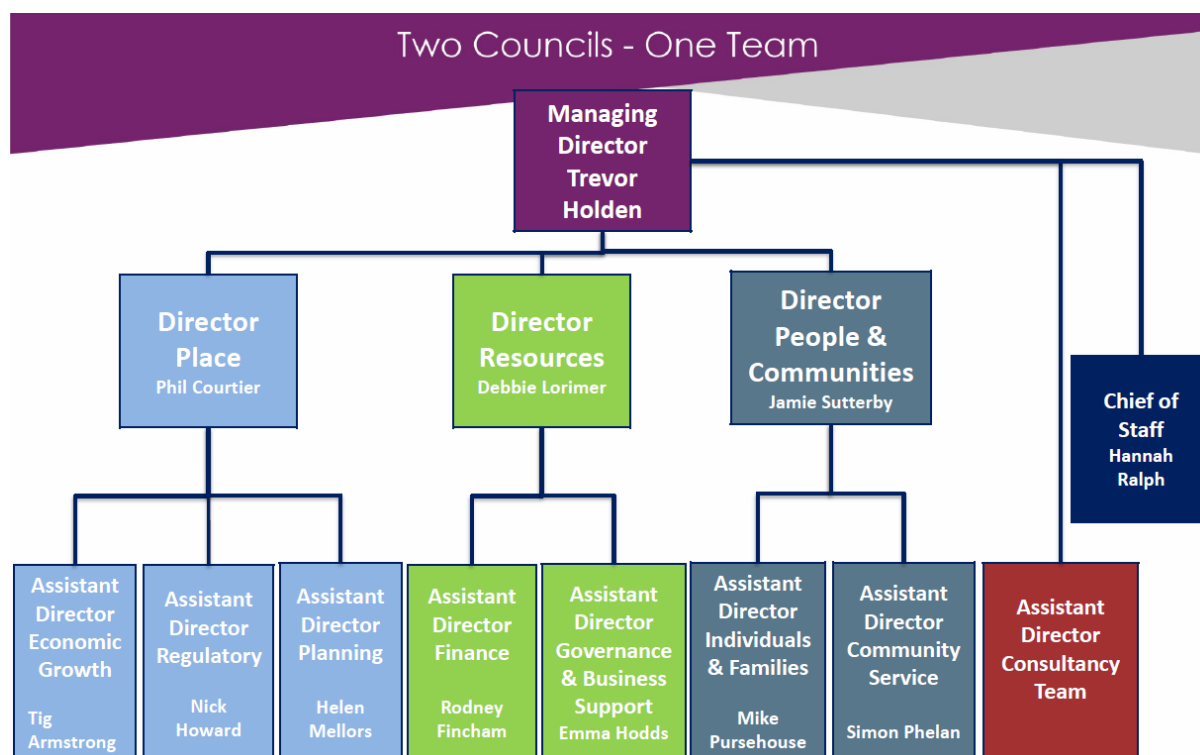 Two Councils - One Team
Managing
Director
Trevor
Holden
Director
Place
Phil Courtier
Director
Resources
Debbie Lorimer
Director
People &
Communities
Jamie Sutterby
Chief of
Staff
Hannah
Ralph
Assistant
Director
Economic
Growth
Tig
Armstrong
Assistant
Director
Regulatory
Nick
Howard
Assistant
Director
Planning
Helen
Mellors
Assistant
Director
Finance
Rodney
Fincham
Assistant
Director
Governance
& Business
Support
Emma Hodds
Assistant
Director
Individuals
& Families
Mike
Pursehouse
Assistant
Director
Community
Service
Simon Phelan
Assistant
Director
Consultancy
Team